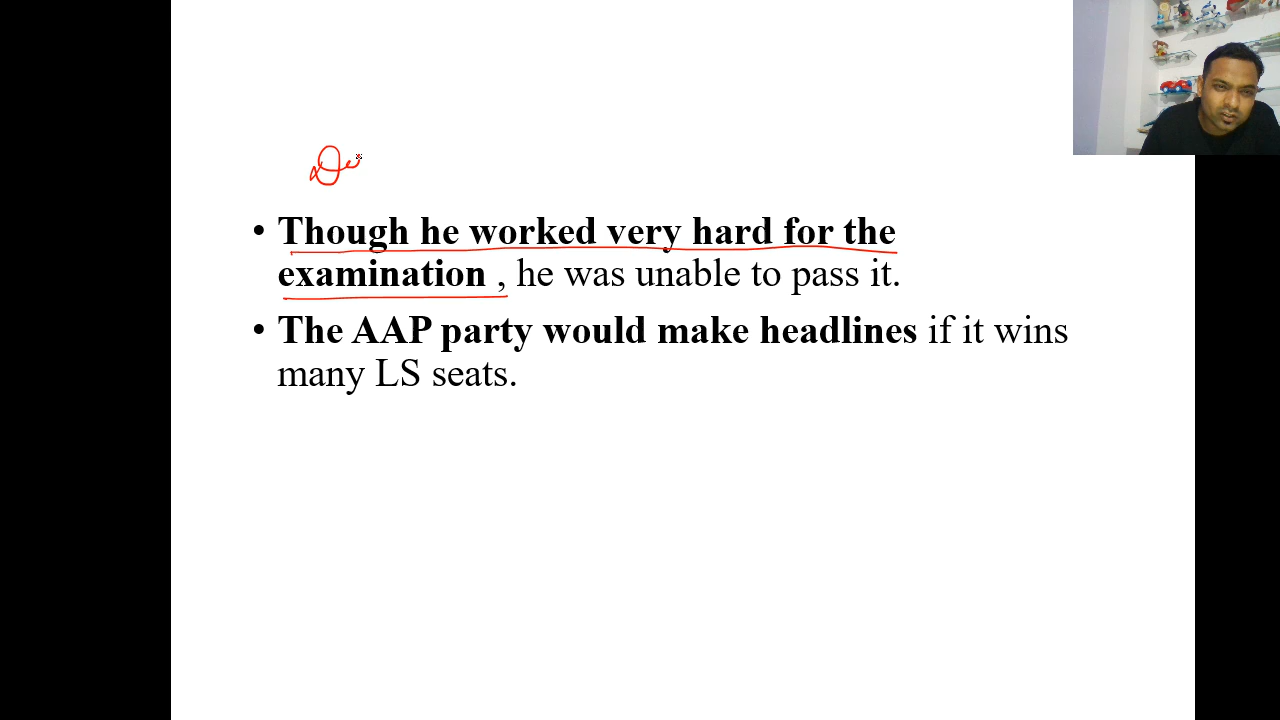 • Though he worked very hard for the
examination , he was unable to pass it.
• The AAP party would make headlines if it wins
many LS seats.